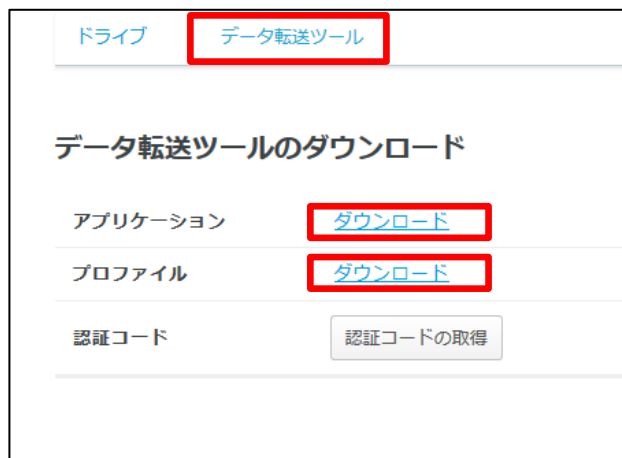 ドライブ データ転送ツール
データ転送ツールのダウンロード
アプリケーション ダウンロード
プロファイル ダウンロード
認証コード 認証コードの取得